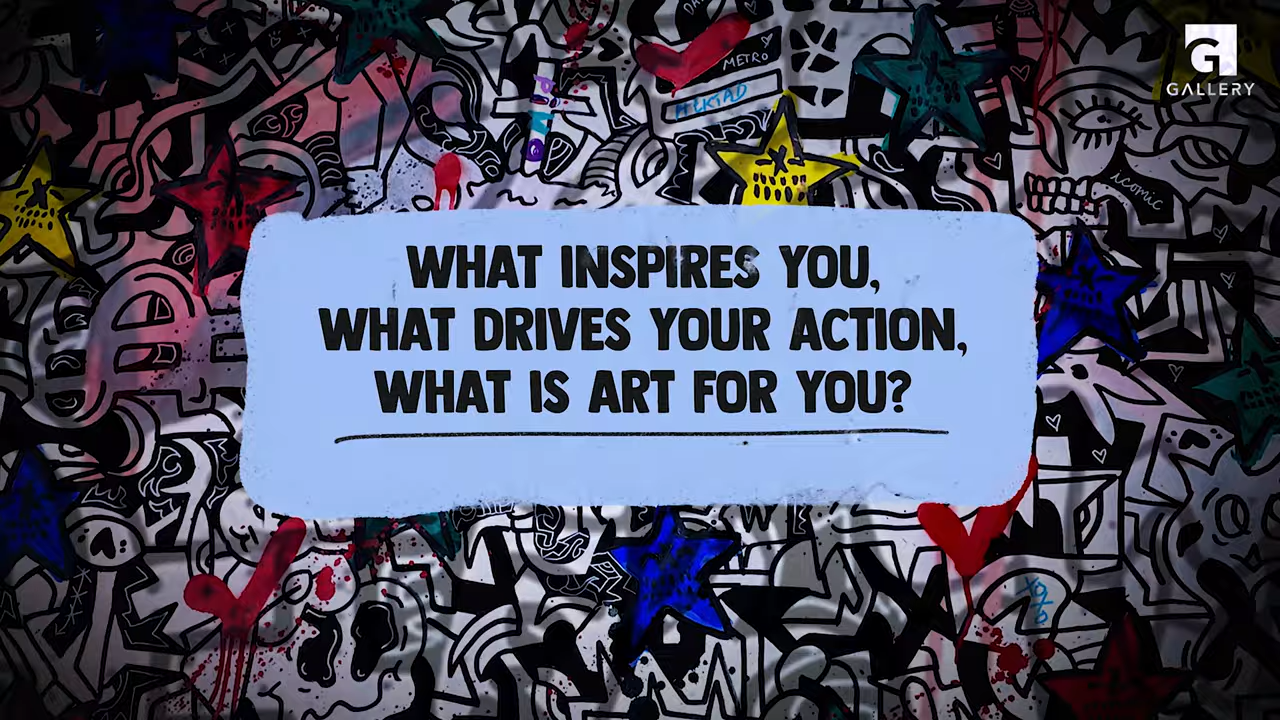 METRO
G
GALLERY
icomic
WHAT INSPIRES YOU,
WHAT DRIVES YOUR ACTION,
WHAT IS ART FOR YOU?